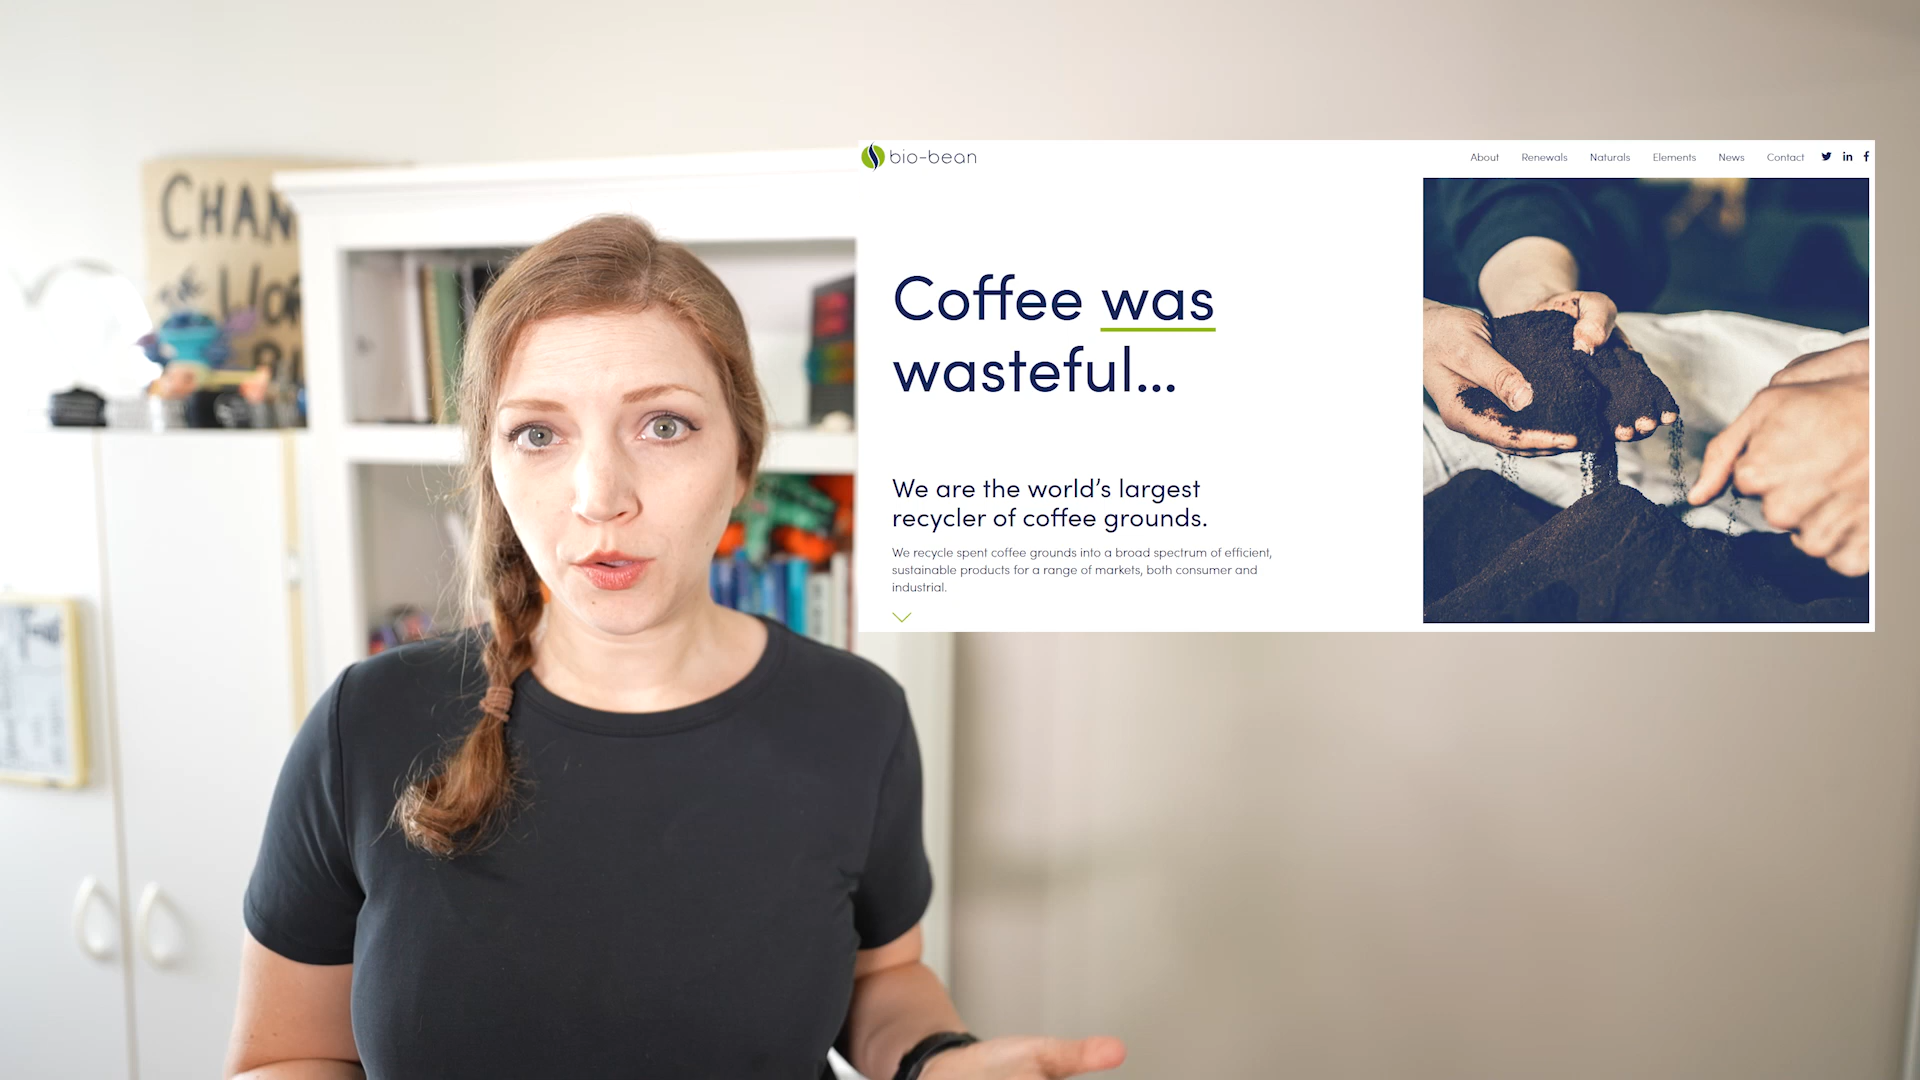 CHAN
bio-bean
About Renewals Naturals Elements News Contact
Coffee was
wasteful...
We are the world's largest
recycler of coffee grounds.
We recycle spent coffee grounds into a broad spectrum of efficient,
sustainable products for a range of markets, both consumer and
industrial.